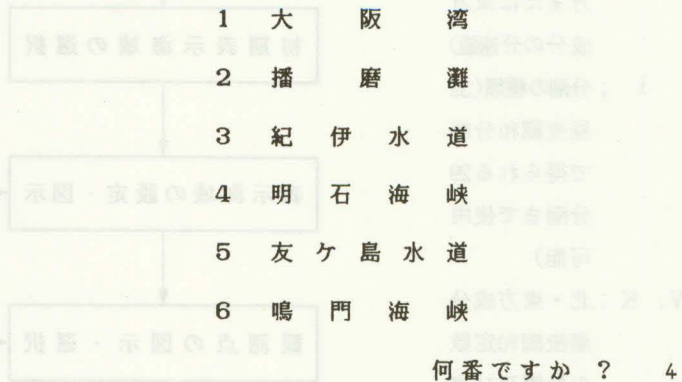 1 大阪湾
2 播磨灘
3 紀伊水道
4 明石海峡
5 友ケ島水道
6 鳴門海峡
何番ですか ? 4